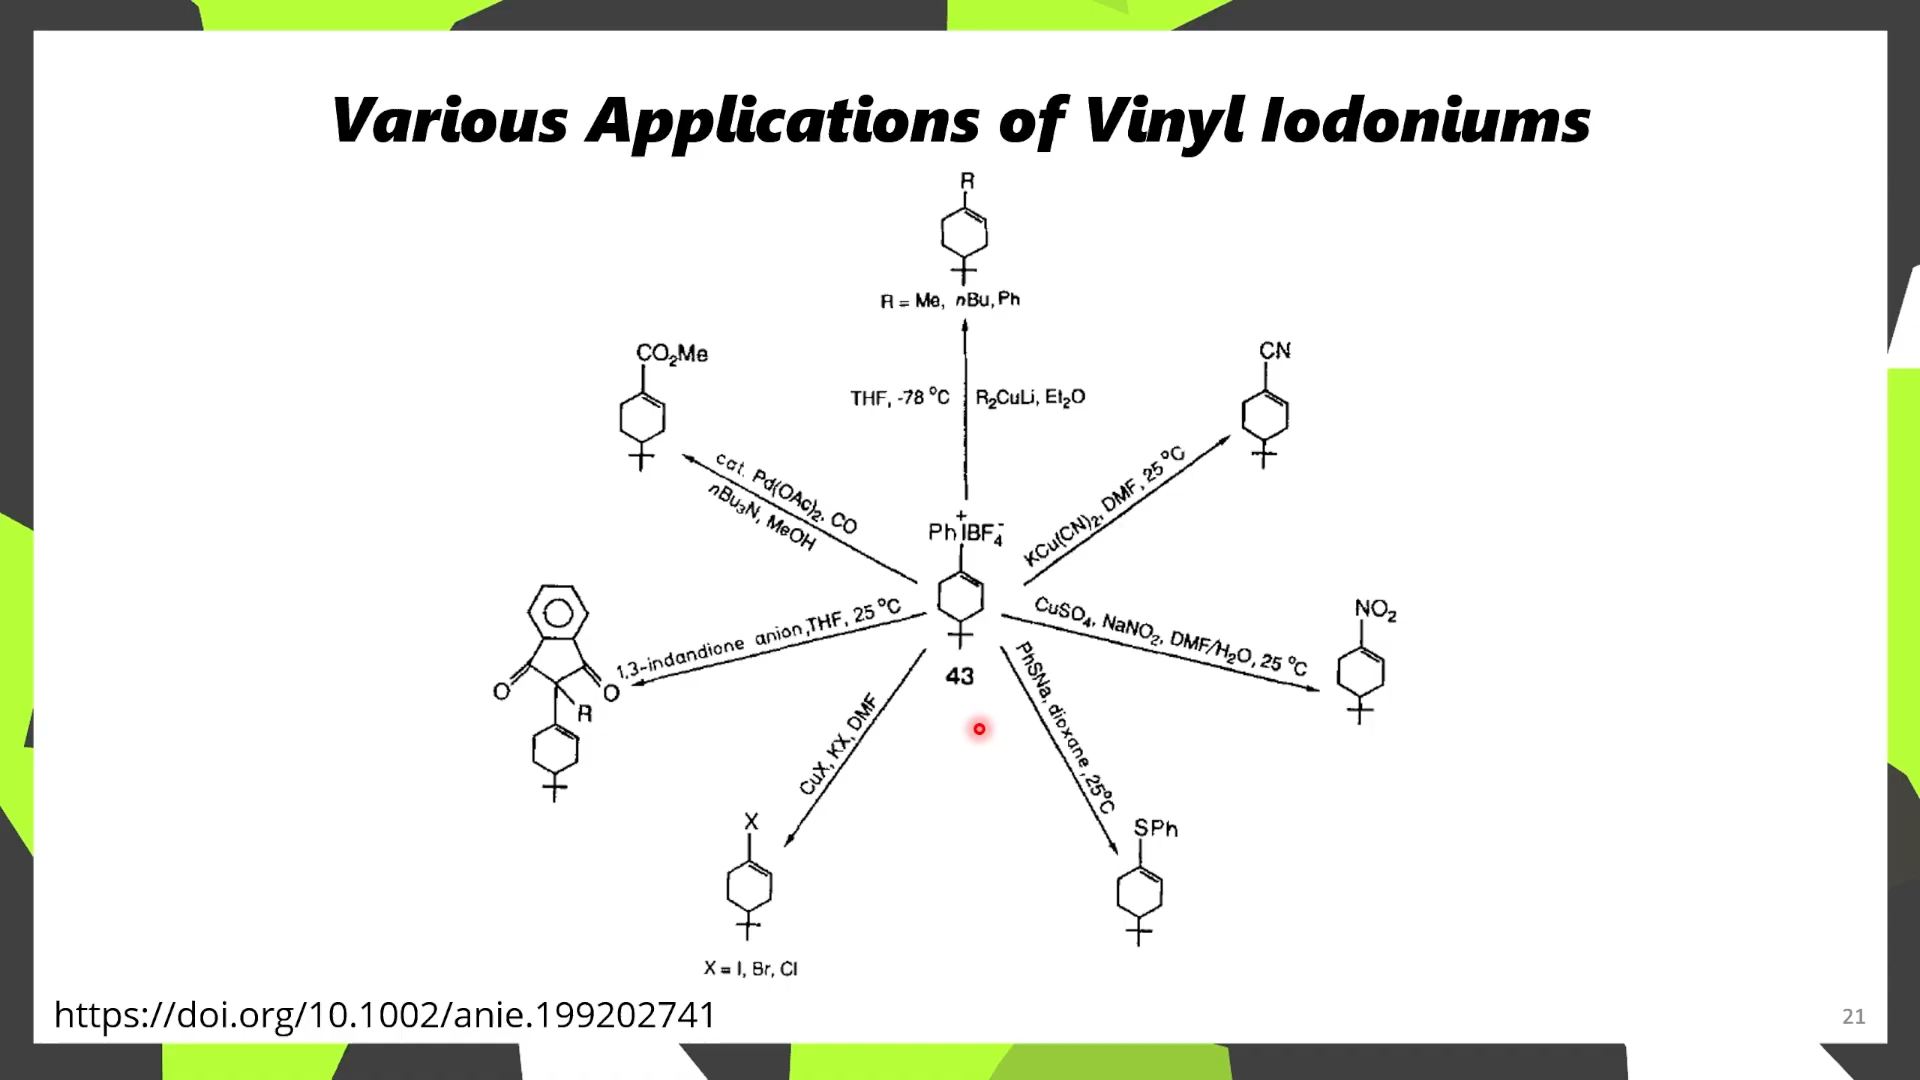 Various Applications of Vinyl Iodoniums
R
R = Me, nBu, Ph
THF, -78 °C
R₂CuLi, Et₂O
CO₂Me
cat. Pd(OAc)₂, CO
nBu₃N, MeOH
CN
KCu(CN)₂, DMF, 25 °C
+
PhIBF₄⁻
43
1,3-indandione anion, THF, 25 °C
O
O
R
CuSO₄, NaNO₂, DMF/H₂O, 25 °C
NO₂
CuX, KX, DMF
X
X = I, Br, Cl
PhSNa, dioxane, 25°C
SPh
https://doi.org/10.1002/anie.199202741
21